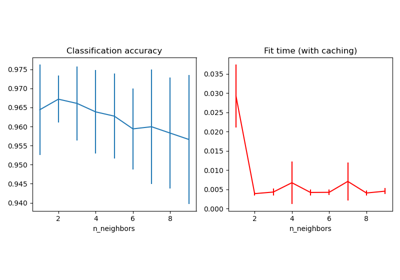 Classification accuracy
0.975
0.970
0.965
0.960
0.955
0.950
0.945
0.940
2 4 6 8
n_neighbors
Fit time (with caching)
0.035
0.030
0.025
0.020
0.015
0.010
0.005
0.000
2 4 6 8
n_neighbors